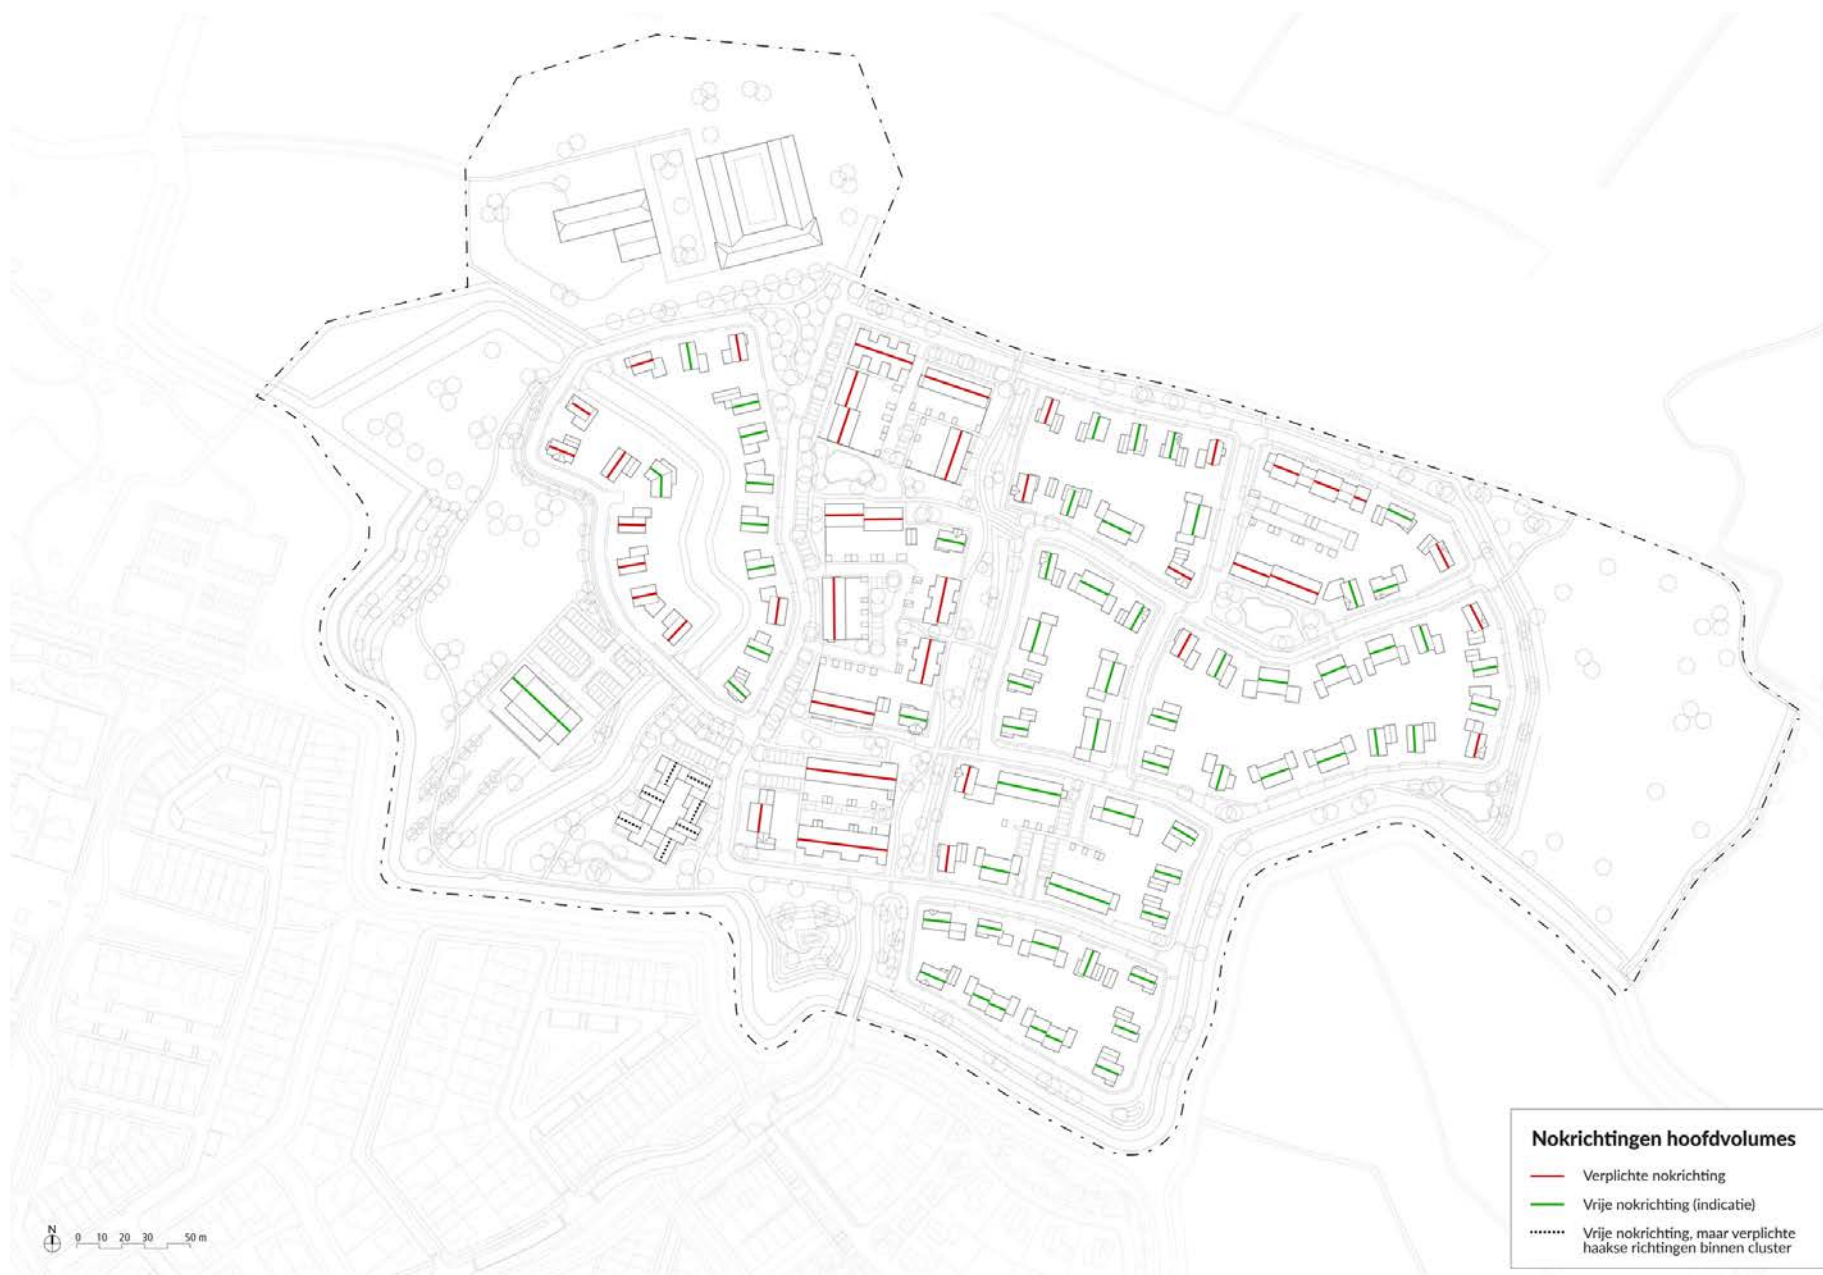 Nokrichtingen hoofdvolumes
Verplichte nokrichting
Vrije nokrichting (indicatie)
Vrije nokrichting, maar verplichte
haakse richtingen binnen cluster
N
0 10 20 30 50 m